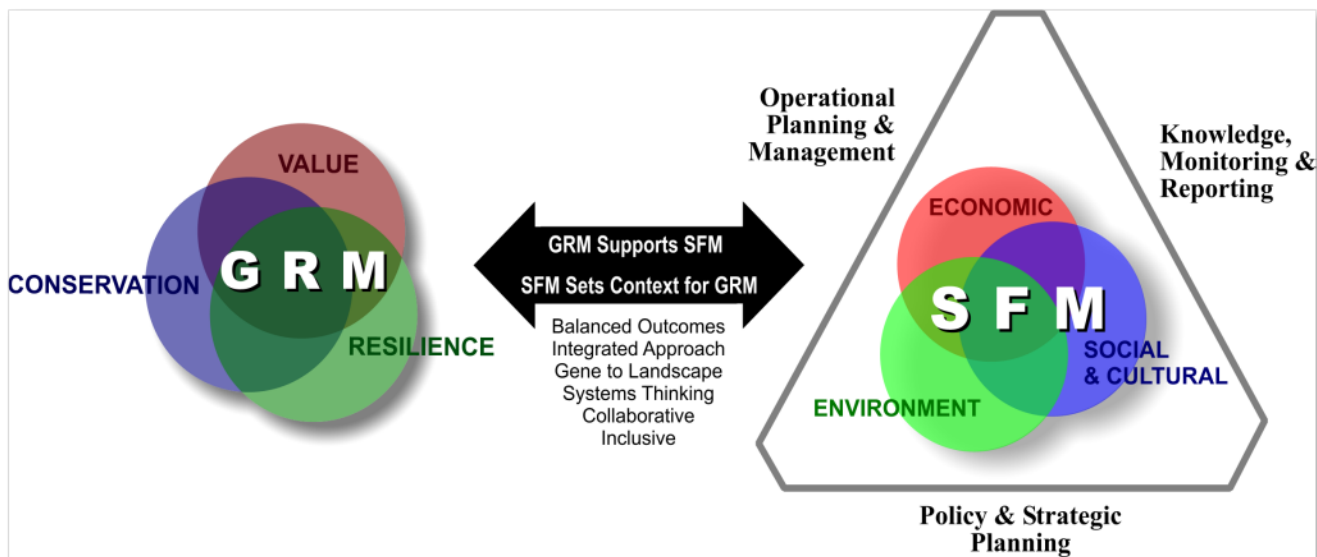 VALUE
CONSERVATION
G R M
RESILIENCE
GRM Supports SFM
SFM Sets Context for GRM
Balanced Outcomes
Integrated Approach
Gene to Landscape
Systems Thinking
Collaborative
Inclusive
Operational
Planning &
Management
Knowledge,
Monitoring &
Reporting
ECONOMIC
S F M
SOCIAL
& CULTURAL
ENVIRONMENT
Policy & Strategic
Planning